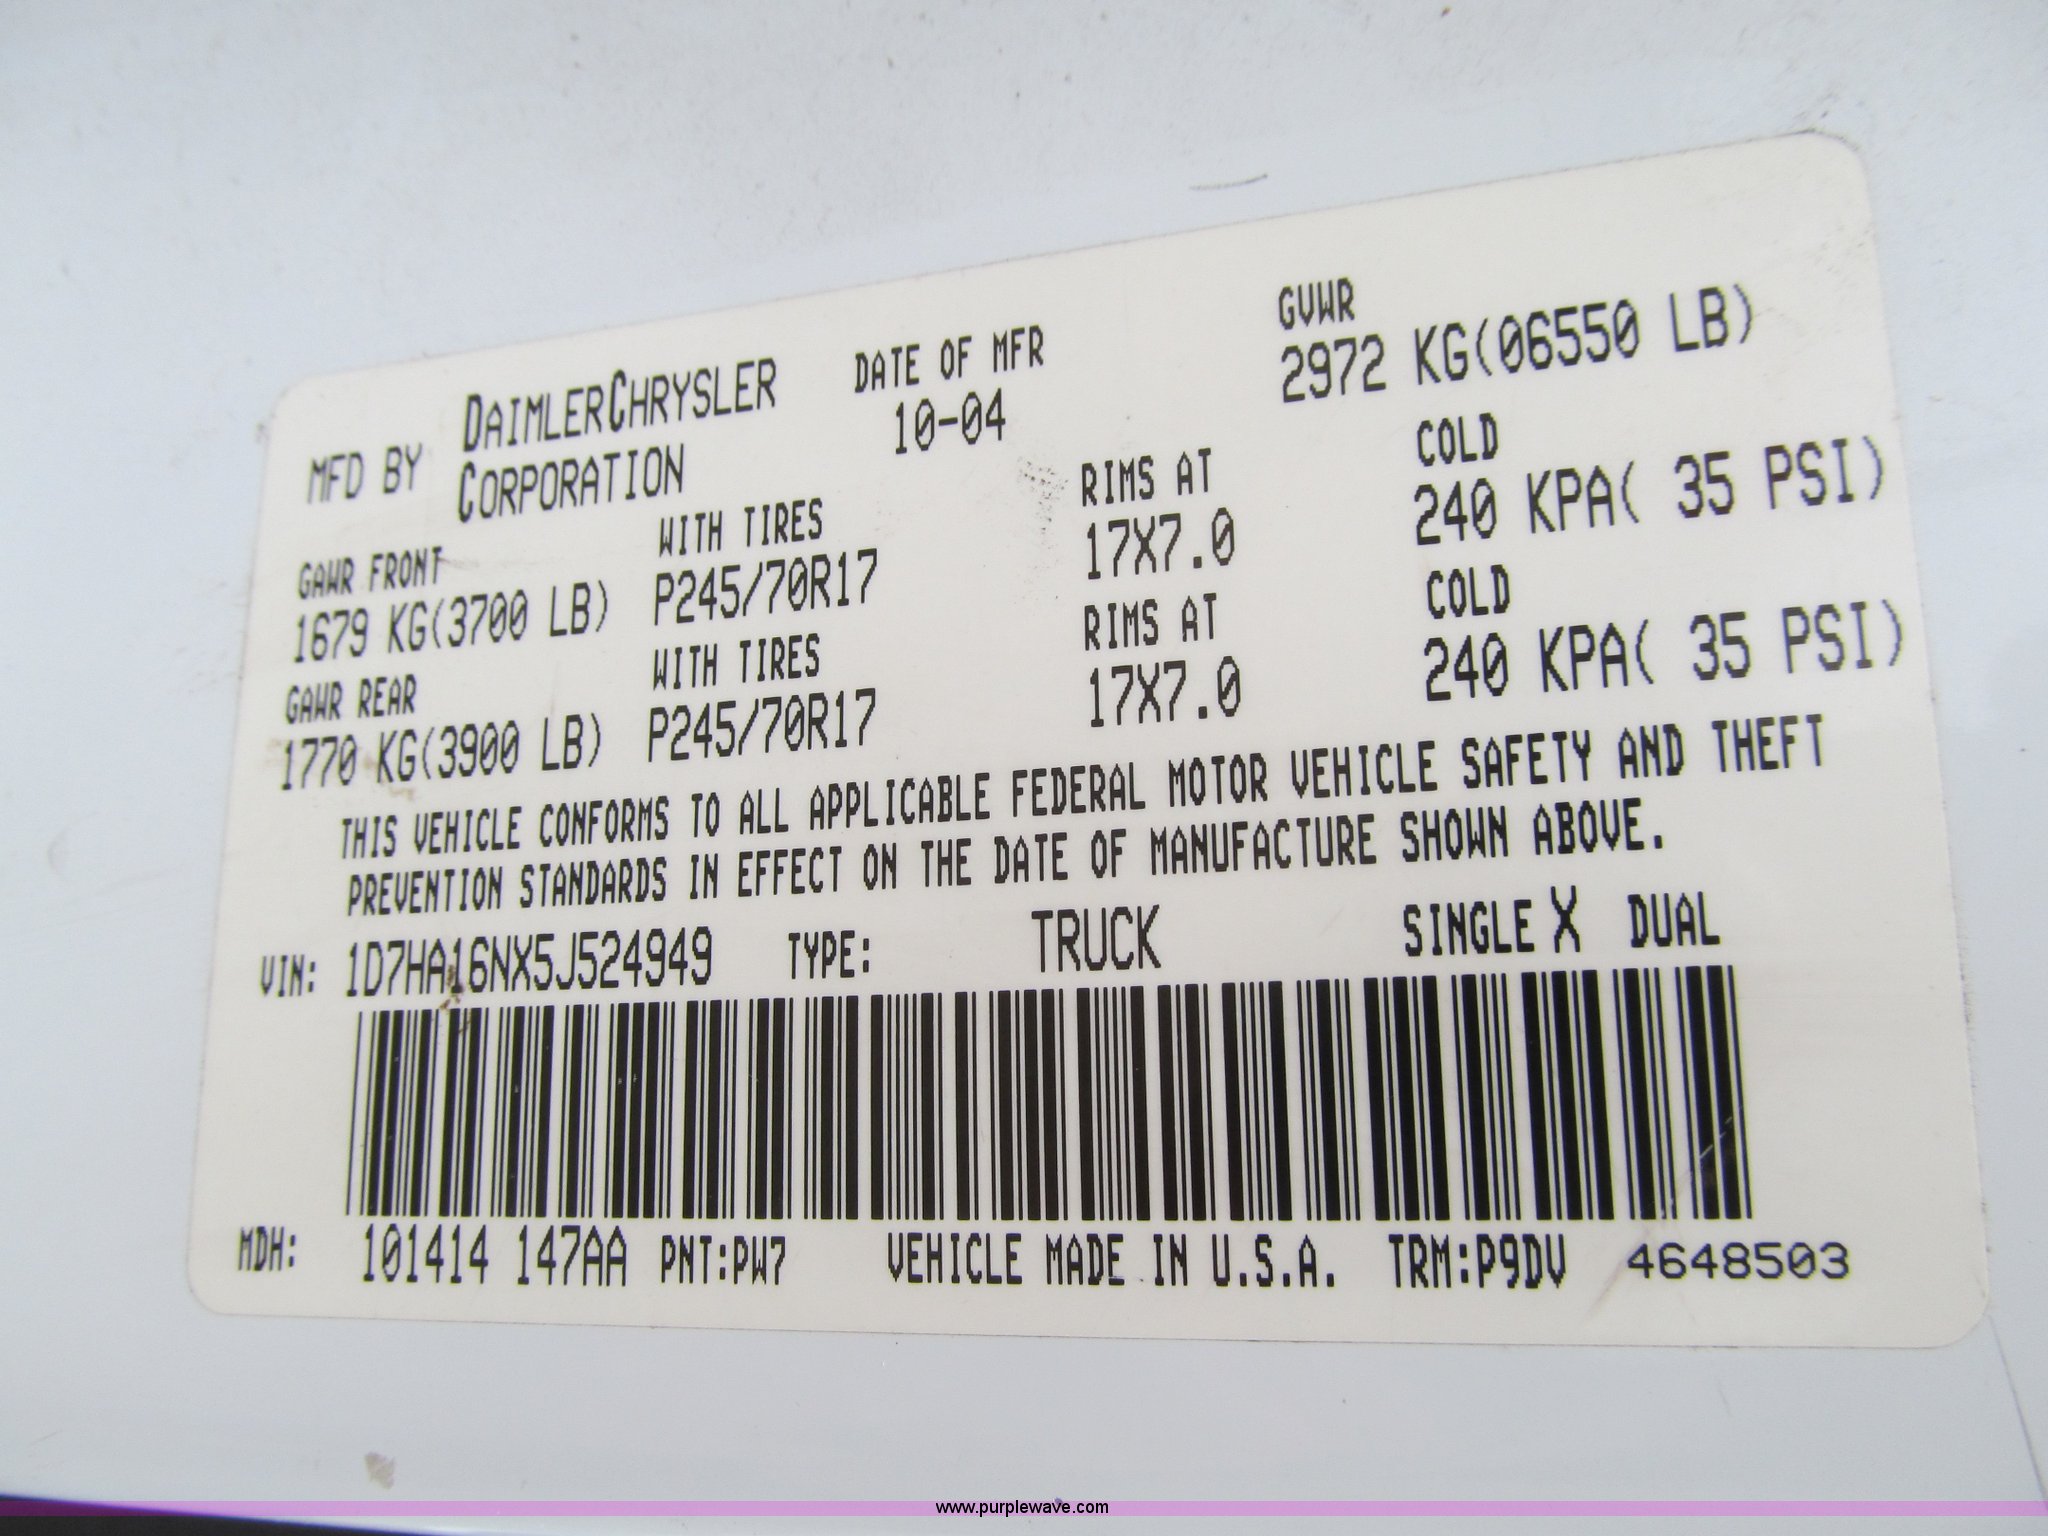 MFD BY DAIMLERCHRYSLER CORPORATION
DATE OF MFR
10-04
GVWR
2972 KG(06550 LB)
GAWR FRONT WITH TIRES RIMS AT COLD
1679 KG(3700 LB) P245/70R17 17X7.0 240 KPA( 35 PSI)
GAWR REAR WITH TIRES RIMS AT COLD
1770 KG(3900 LB) P245/70R17 17X7.0 240 KPA( 35 PSI)
THIS VEHICLE CONFORMS TO ALL APPLICABLE FEDERAL MOTOR VEHICLE SAFETY AND THEFT
PREVENTION STANDARDS IN EFFECT ON THE DATE OF MANUFACTURE SHOWN ABOVE.
VIN: 1D7HA16NX5J524949 TYPE: TRUCK SINGLE X DUAL
MDH: 101414 147AA PNT:PW7 VEHICLE MADE IN U.S.A. TRM:P9DV 4648503
www.purplewave.com